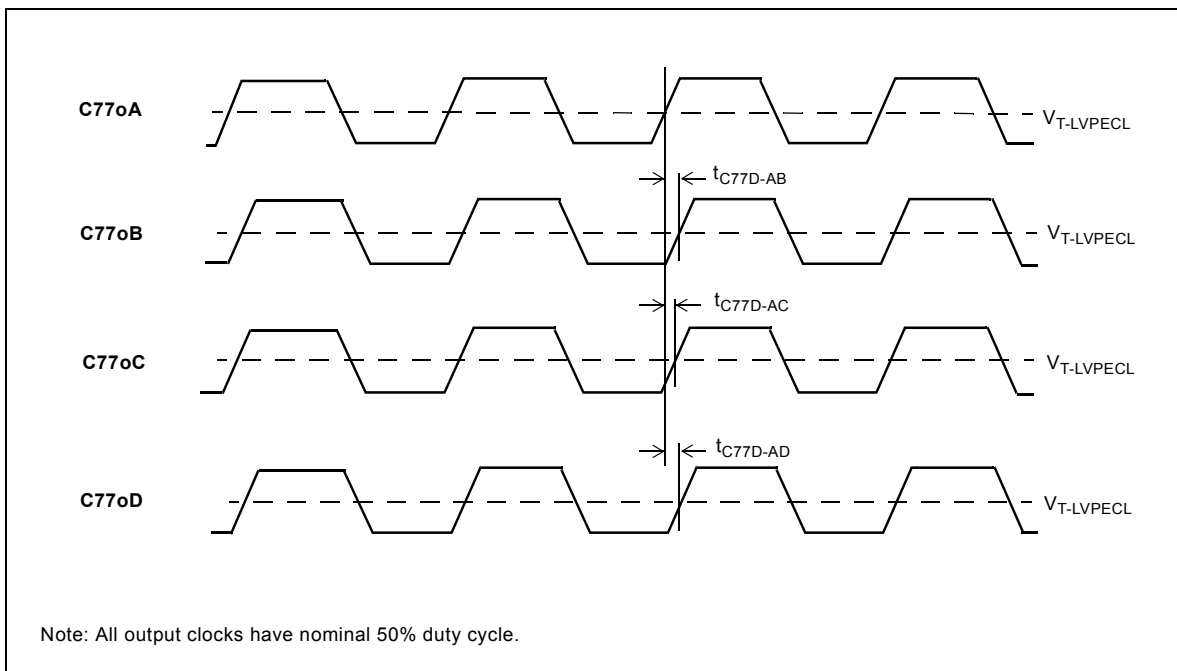 C77oA
VT-LVPECL
tC77D-AB
C77oB
VT-LVPECL
tC77D-AC
C77oC
VT-LVPECL
tC77D-AD
C77oD
VT-LVPECL
Note: All output clocks have nominal 50% duty cycle.